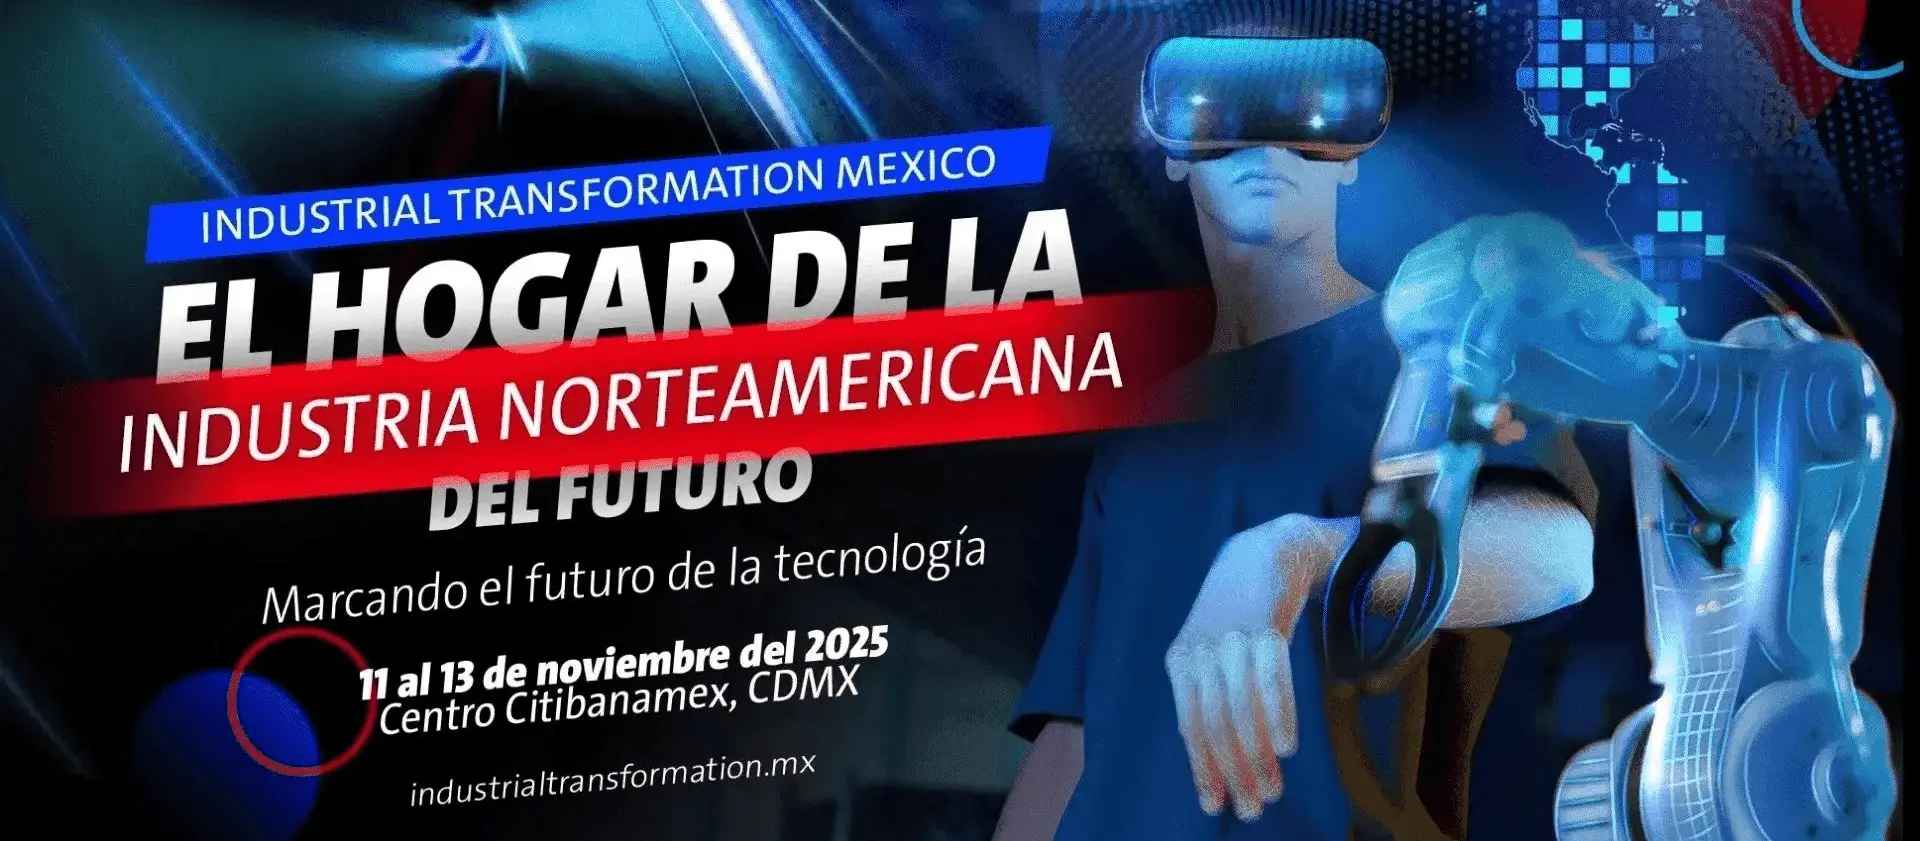 INDUSTRIAL TRANSFORMATION MEXICO
EL HOGAR DE LA
INDUSTRIA NORTEAMERICANA
DEL FUTURO
Marcando el futuro de la tecnología
11 al 13 de noviembre del 2025
Centro Citibanamex, CDMX
industrialtransformation.mx